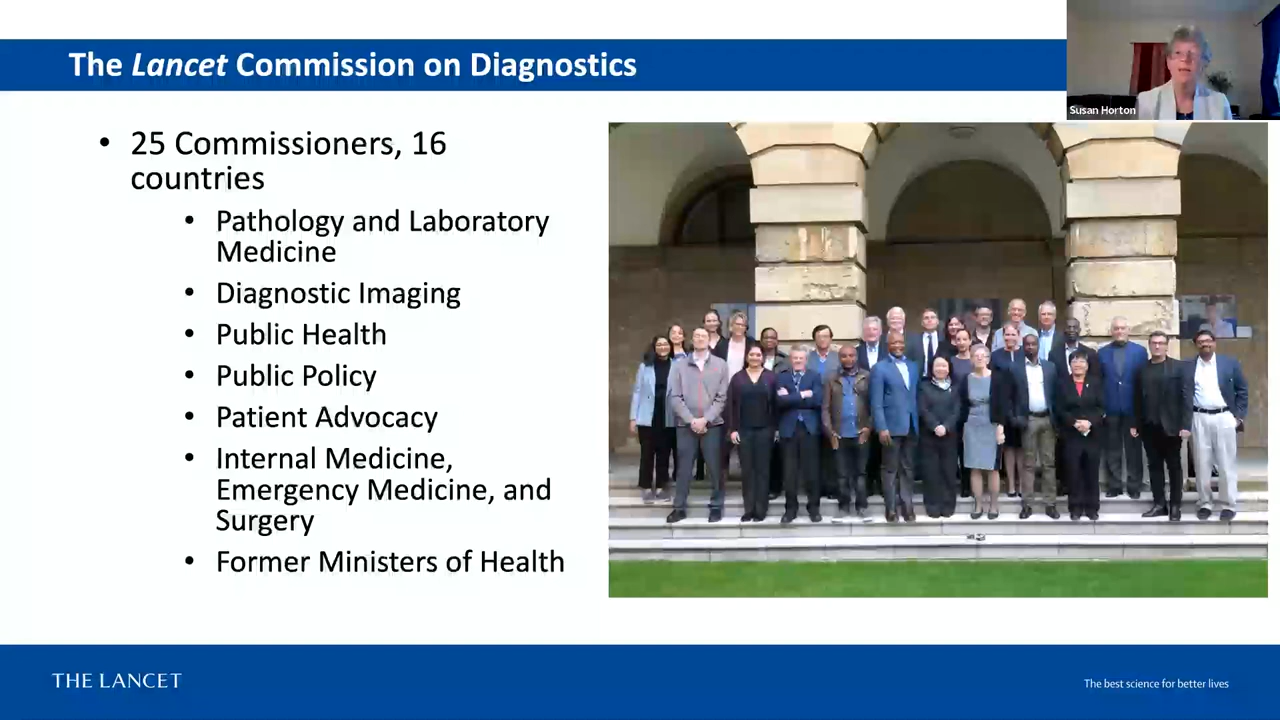 The Lancet Commission on Diagnostics
Susan Horton
• 25 Commissioners, 16
countries
• Pathology and Laboratory
Medicine
• Diagnostic Imaging
• Public Health
• Public Policy
• Patient Advocacy
• Internal Medicine,
Emergency Medicine, and
Surgery
• Former Ministers of Health
THE LANCET
The best science for better lives